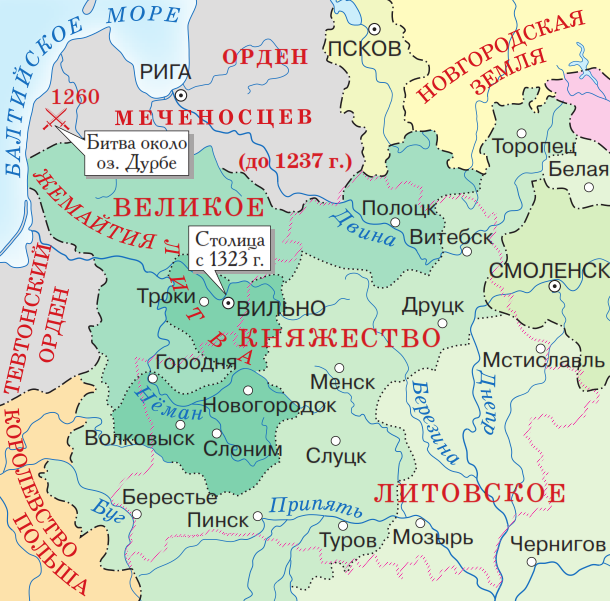 БАЛТИЙСКОЕ МОРЕ
ПСКОВ
НОВГОРОДСКАЯ
ЗЕМЛЯ
РИГА
ОРДЕН
МЕЧЕНОСЦЕВ
(до 1237 г.)
1260
Битва около
оз. Дурбе
Торопец
Белая
ЖЕМАЙТИЯ
ВЕЛИКОЕ
Полоцк
Двина
Витебск
Столица
с 1323 г.
ЛИТВА
СМОЛЕНСК
ТЕВТОНСКИЙ
ОРДЕН
Троки
ВИЛЬНО
Друцк
КНЯЖЕСТВО
Городня
Мстиславль
Менск
Нёман
Новогородок
Березина
Днепр
Волковыск
Слоним
Слуцк
КОРОЛЕВСТВО
ПОЛЬША
ЛИТОВСКОЕ
Берестье
Буг
Пинск
Припять
Туров
Мозырь
Чернигов